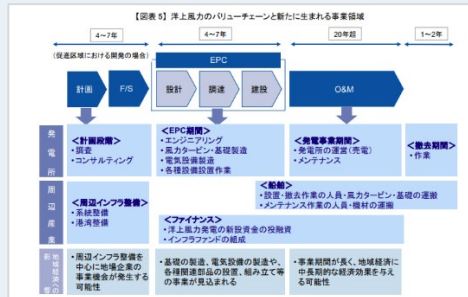 【図表5】洋上風力のバリューチェーンと新たに生まれる事業領域
4~7年
4~7年
20年超
1~2年
(促進区域における開発の場合)
EPC
計画
F/S
設計
調達
建設
O&M
発電所
<計画段階>
・調査
・コンサルティング
<EPC期間>
・エンジニアリング
・風力タービン・基礎製造
・電気設備製造
・各種設備設置作業
<発電事業期間>
・発電所の運営(売電)
・メンテナンス
<撤去期間>
・作業
周辺産業
<周辺インフラ整備>
・系統整備
・港湾整備
<船舶>
・設置・撤去作業の人員・風力タービン・基礎の運搬
・メンテナンス作業の人員・機材の運搬
<ファイナンス>
・洋上風力発電の新設資金の投融資
・インフラファンドの組成
地域経済への影響
・周辺インフラ整備を
中心に地域企業の
事業機会が発生する
可能性
・基礎の製造、電気設備の製造や、
各種関連部品の設置、組み立て等
の事業が見込まれる
・事業期間が長く、地域経済に
中長期的な経済効果を与え
る可能性